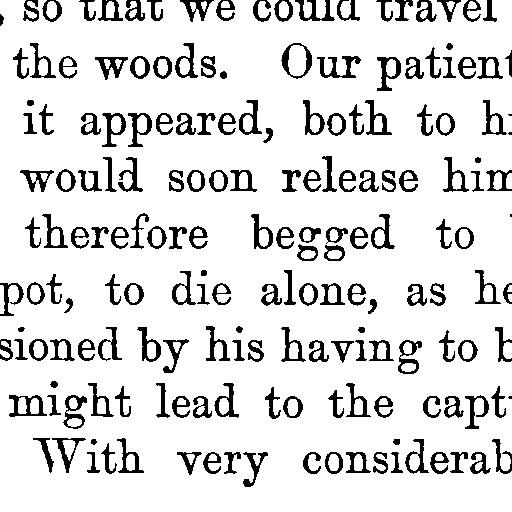 , so that we could travel
the woods. Our patient
it appeared, both to hi
would soon release him
therefore begged to
pot, to die alone, as he
sioned by his having to b
might lead to the capt
With very considerab